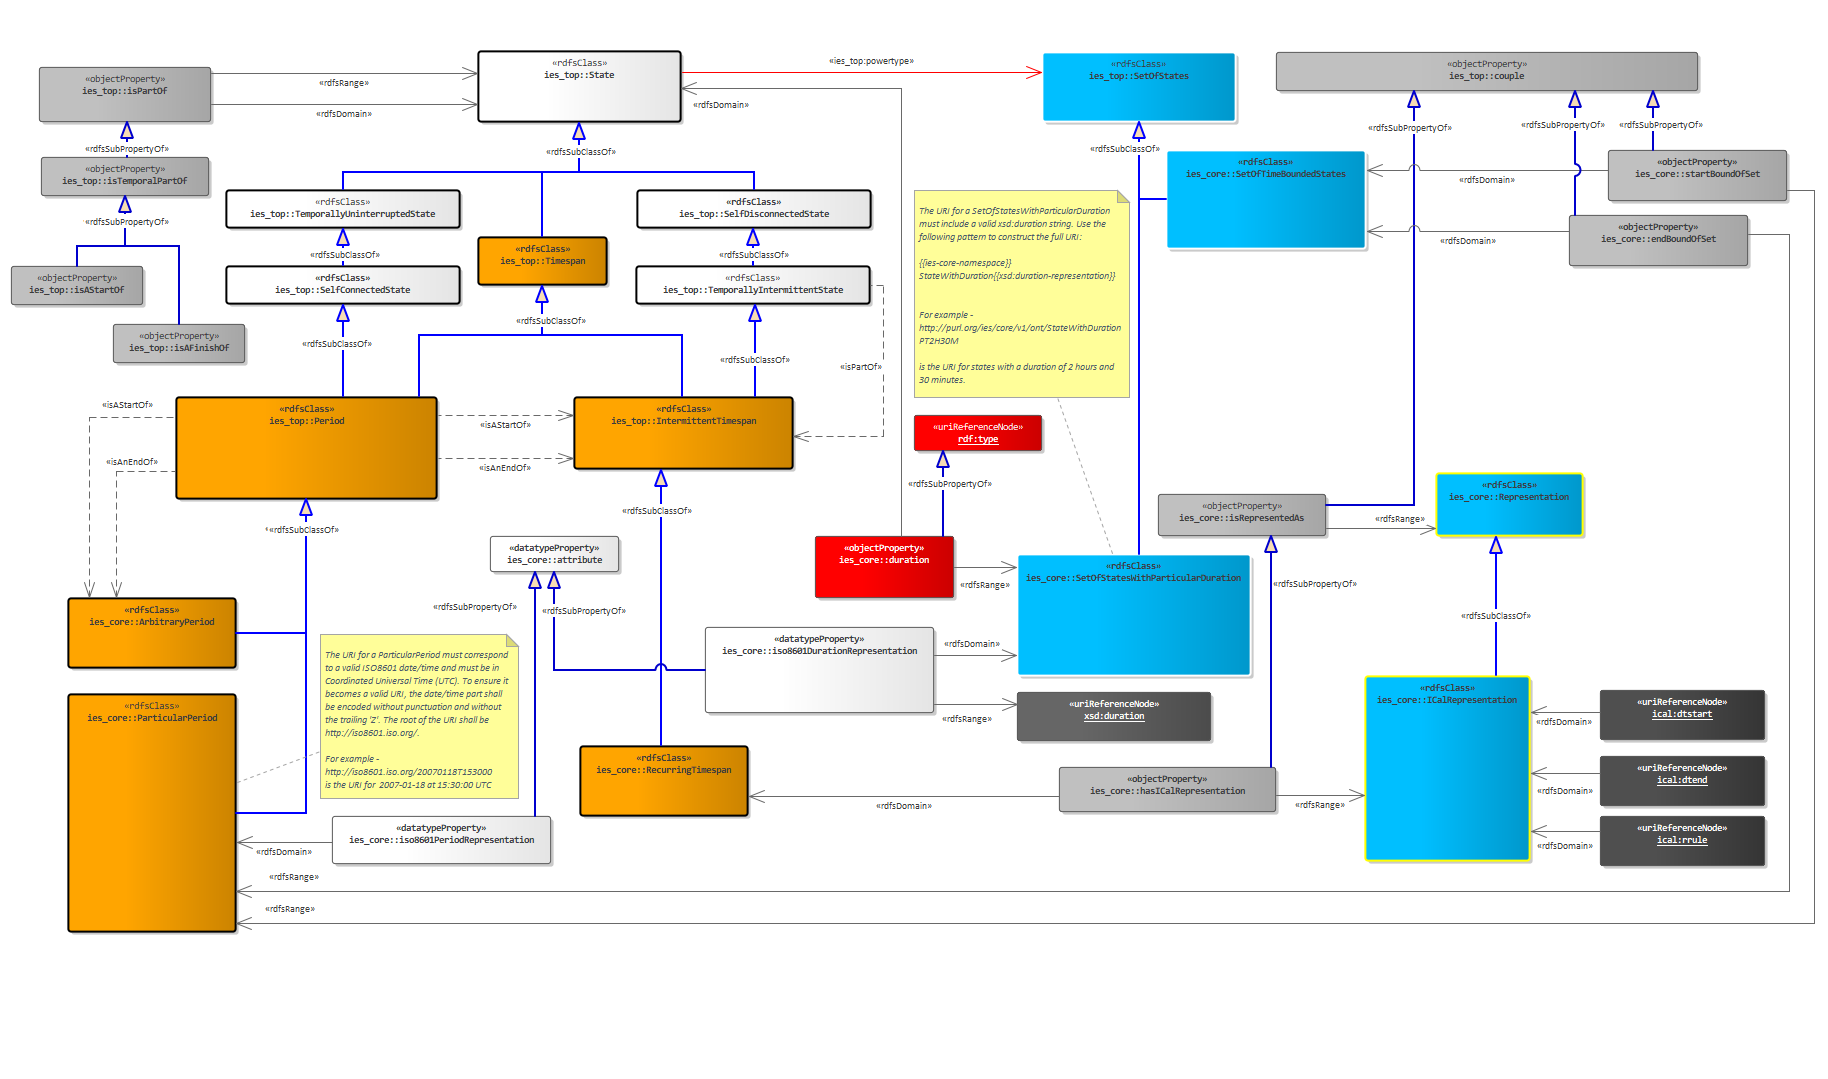 «objectProperty»
ies_top::isPartOf
«rdfsRange»
«rdfsDomain»
«rdfsClass»
ies_top::State
«ies_top:powertype»
«rdfsDomain»
«rdfsClass»
ies_top::SetOfStates
«objectProperty»
ies_top::couple
«rdfsSubPropertyOf»
«rdfsSubPropertyOf»
«rdfsSubPropertyOf»
«rdfsSubPropertyOf»
«objectProperty»
ies_top::isTemporalPartOf
«rdfsSubPropertyOf»
«objectProperty»
ies_top::isAStartOf
«objectProperty»
ies_top::isAFinishOf
«rdfsSubClassOf»
«rdfsClass»
ies_top::TemporallyUninterruptedState
«rdfsSubClassOf»
«rdfsClass»
ies_top::SelfConnectedState
«rdfsSubClassOf»
«rdfsClass»
ies_top::Timespan
«rdfsSubClassOf»
«rdfsClass»
ies_top::SelfDisconnectedState
«rdfsSubClassOf»
«rdfsClass»
ies_top::TemporallyIntermittentState
«rdfsSubClassOf»
«isPartOf»
«rdfsSubClassOf»
«rdfsClass»
ies_core::SetOfTimeBoundedStates
«rdfsDomain»
«rdfsDomain»
«objectProperty»
ies_core::startBoundOfSet
«objectProperty»
ies_core::endBoundOfSet
The URI for a SetOfStatesWithParticularDuration
must include a valid xsd:duration string. Use the
following pattern to construct the full URI:
{{ies-core-namespace}}
StateWithDuration{{xsd:duration-representation}}
For example -
http://purl.org/ies/core/v1/ont/StateWithDuration
PT2H30M
is the URI for states with a duration of 2 hours and
30 minutes.
«isAStartOf»
«isAnEndOf»
«rdfsClass»
ies_top::Period
«isAStartOf»
«isAnEndOf»
«rdfsClass»
ies_top::IntermittentTimespan
«rdfsSubClassOf»
«rdfsSubClassOf»
«uriReferenceNode»
rdf:type
«rdfsSubPropertyOf»
«objectProperty»
ies_core::duration
«rdfsRange»
«rdfsClass»
ies_core::SetOfStatesWithParticularDuration
«objectProperty»
ies_core::isRepresentedAs
«rdfsRange»
«rdfsClass»
ies_core::Representation
«rdfsSubPropertyOf»
«rdfsSubClassOf»
«datatypeProperty»
ies_core::attribute
«rdfsSubPropertyOf»
«rdfsSubPropertyOf»
«rdfsClass»
ies_core::ArbitraryPeriod
«rdfsClass»
ies_core::ParticularPeriod
The URI for a ParticularPeriod must correspond
to a valid ISO8601 date/time and must be in
Coordinated Universal Time (UTC). To ensure it
becomes a valid URI, the date/time part shall
be encoded without punctuation and without
the trailing 'Z'. The root of the URI shall be
http://iso8601.iso.org/.
For example -
http://iso8601.iso.org/20070118T153000
is the URI for 2007-01-18 at 15:30:00 UTC
«datatypeProperty»
ies_core::iso8601DurationRepresentation
«rdfsDomain»
«rdfsRange»
«uriReferenceNode»
xsd:duration
«rdfsClass»
ies_core::RecurringTimespan
«rdfsDomain»
«objectProperty»
ies_core::hasICalRepresentation
«rdfsRange»
«rdfsClass»
ies_core::ICalRepresentation
«rdfsDomain»
«rdfsDomain»
«rdfsDomain»
«uriReferenceNode»
ical:dtstart
«uriReferenceNode»
ical:dtend
«uriReferenceNode»
ical:rrule
«datatypeProperty»
ies_core::iso8601PeriodRepresentation
«rdfsDomain»
«rdfsRange»
«rdfsRange»